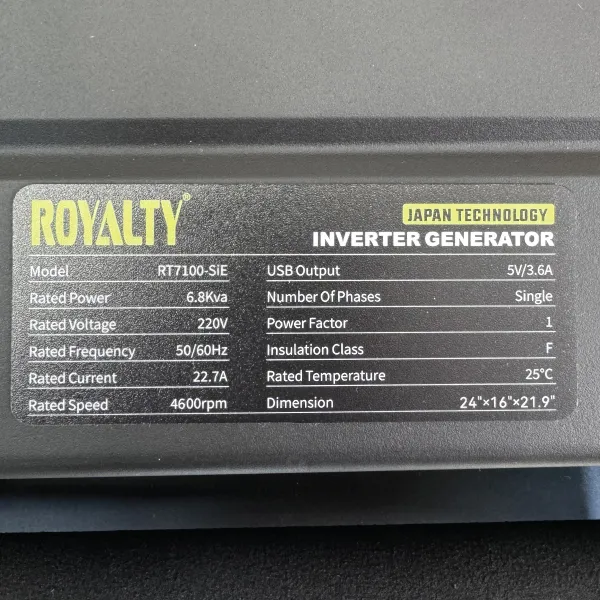 ROYALTY®
JAPAN TECHNOLOGY
INVERTER GENERATOR
Model RT7100-SiE
Rated Power 6.8Kva
Rated Voltage 220V
Rated Frequency 50/60Hz
Rated Current 22.7A
Rated Speed 4600rpm
USB Output 5V/3.6A
Number Of Phases Single
Power Factor 1
Insulation Class F
Rated Temperature 25°C
Dimension 24"×16"×21.9"